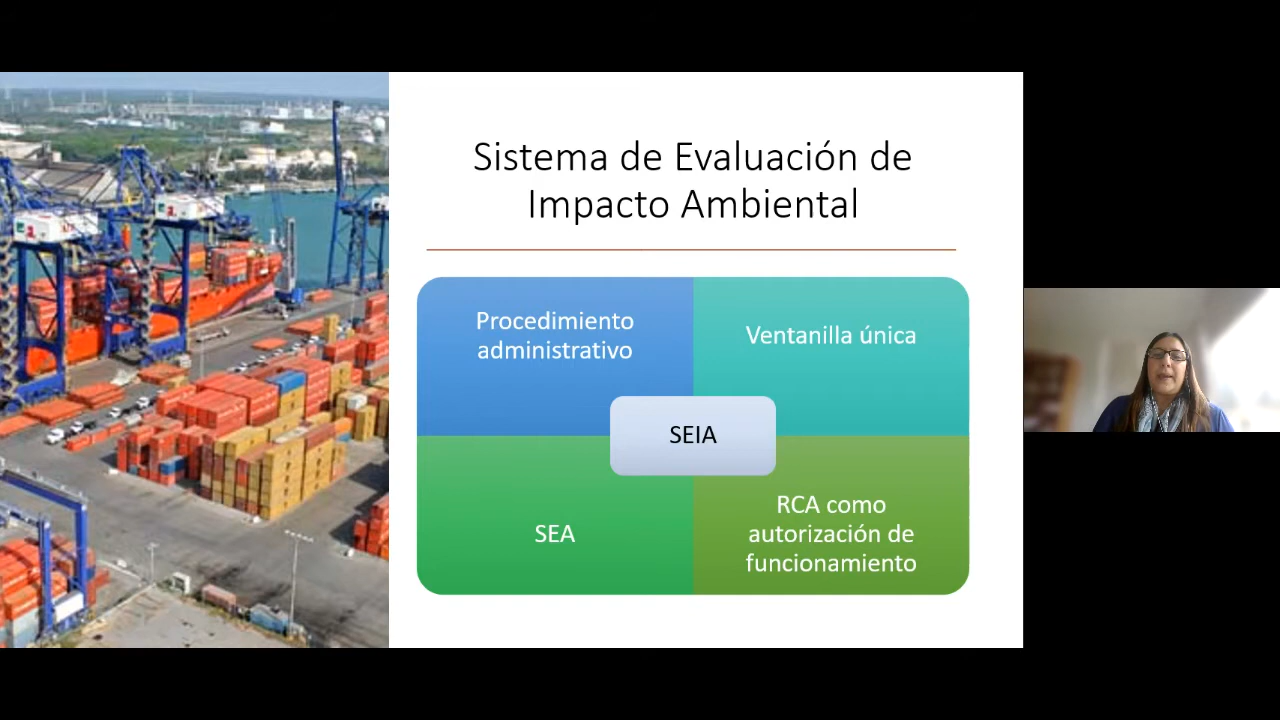 Sistema de Evaluación de
Impacto Ambiental
Procedimiento
administrativo
Ventanilla única
SEIA
SEA
RCA como
autorización de
funcionamiento